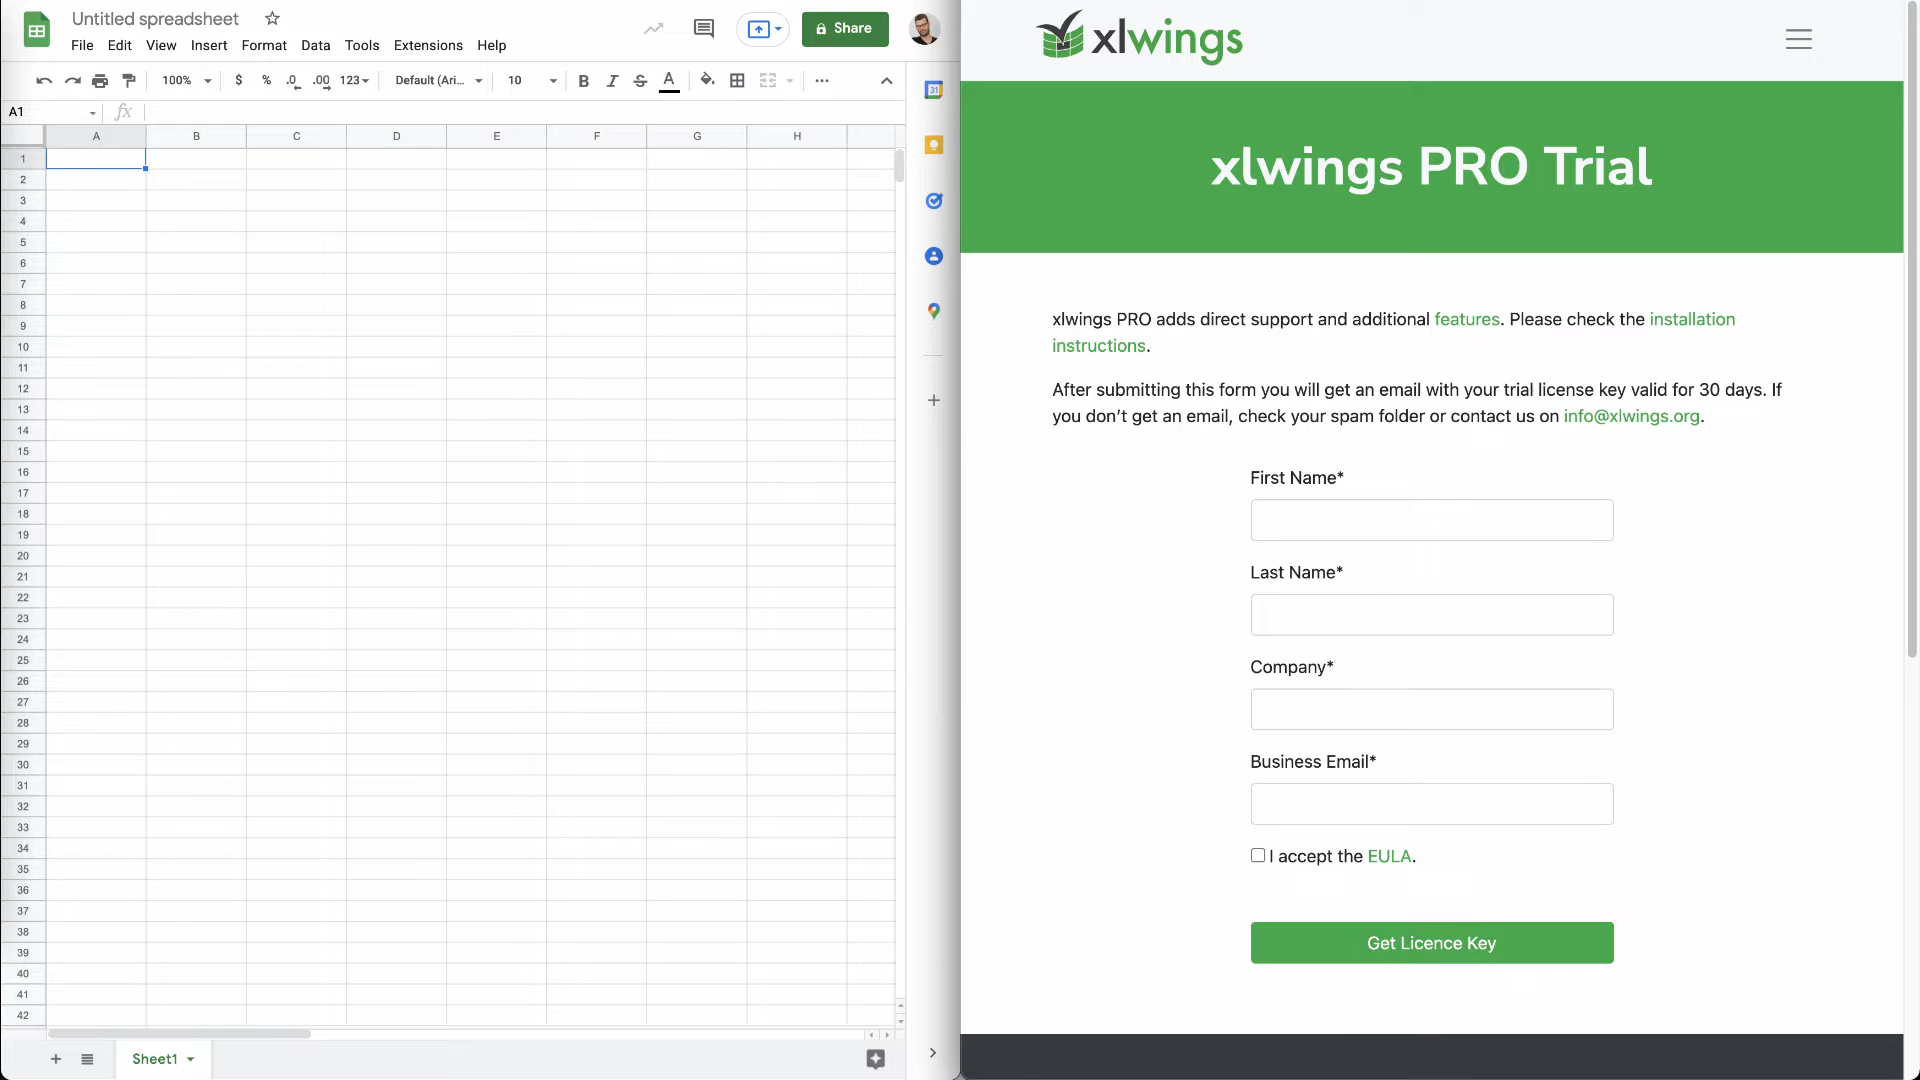 Untitled spreadsheet
File Edit View Insert Format Data Tools Extensions Help
Share
100% $ % .0 .00 123 Default (Ari... 10 B I S A ...
A1 fx
A B C D E F G H
1
2
3
4
5
6
7
8
9
10
11
12
13
14
15
16
17
18
19
20
21
22
23
24
25
26
27
28
29
30
31
32
33
34
35
36
37
38
39
40
41
42
Sheet1
31
xlwings
xlwings PRO Trial
xlwings PRO adds direct support and additional features. Please check the installation
instructions.
After submitting this form you will get an email with your trial license key valid for 30 days. If
you don’t get an email, check your spam folder or contact us on info@xlwings.org.
First Name*
Last Name*
Company*
Business Email*
I accept the EULA.
Get Licence Key